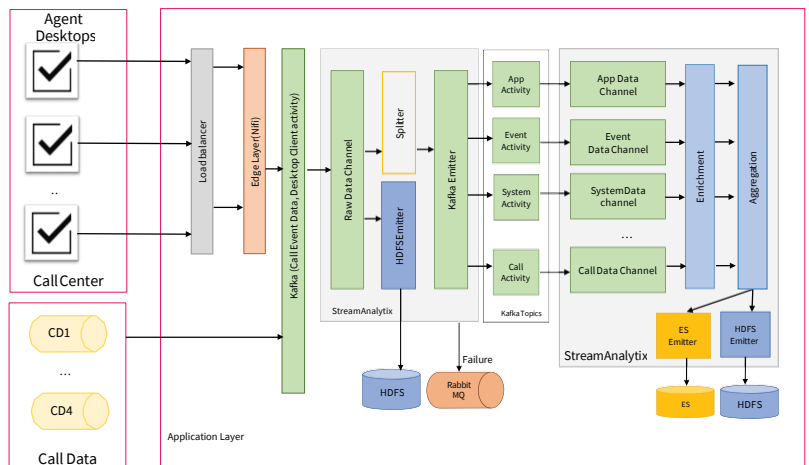 Agent
Desktops
..
Call Center
CD1
...
CD4
Call Data
Loadbalancer
Edge Layer(Nifi)
Kafka (Call Event Data, Desktop Client activity)
Raw Data Channel
Splitter
HDFSEmitter
Kafka Emitter
StreamAnalytix
Failure
HDFS
Rabbit
MQ
App
Activity
Event
Activity
System
Activity
Call
Activity
KafkaTopics
App Data
Channel
Event
Data Channel
SystemData
channel
...
Call Data Channel
Enrichment
Aggregation
StreamAnalytix
ES
Emitter
HDFS
Emitter
ES
HDFS
Application Layer